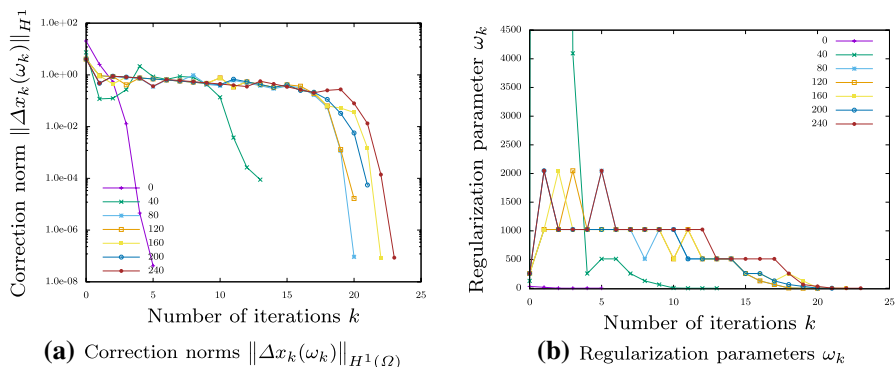 Correction norm ‖Δx_k(ω_k)‖_{H^1}
1.0e+02
1.0e+00
1.0e-02
1.0e-04
1.0e-06
1.0e-08
0
40
80
120
160
200
240
0 5 10 15 20 25
Number of iterations k
(a) Correction norms ‖Δx_k(ω_k)‖_{H^1(Ω)}
Regularization parameter ω_k
4500
4000
3500
3000
2500
2000
1500
1000
500
0
0
40
80
120
160
200
240
0 5 10 15 20 25
Number of iterations k
(b) Regularization parameters ω_k